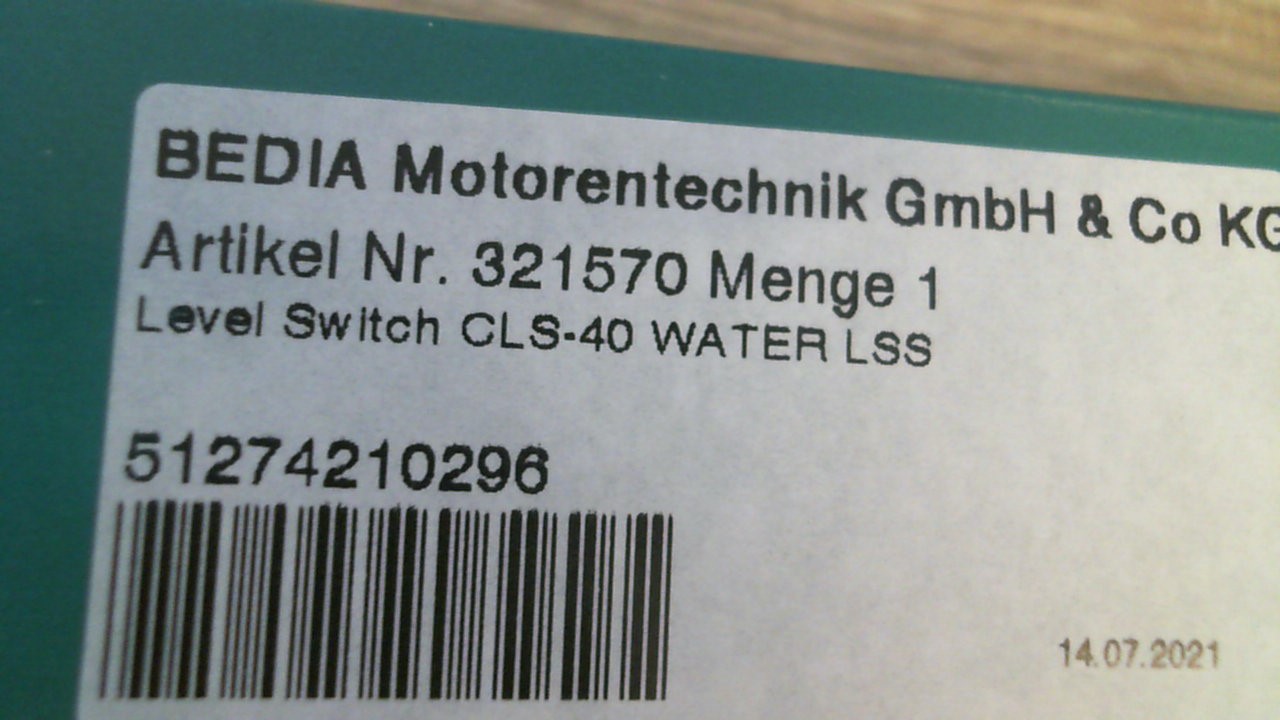 BEDIA Motorentechnik GmbH & Co KG
Artikel Nr. 321570 Menge 1
Level Switch CLS-40 WATER LSS
51274210296
14.07.2021